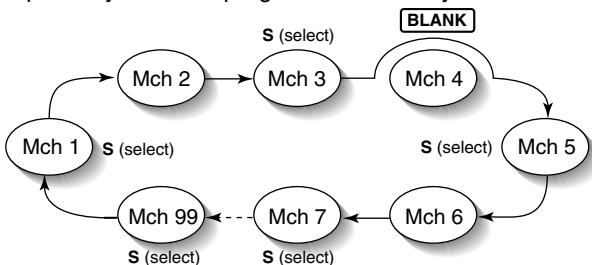 BLANK
S (select)
Mch 2
Mch 3
Mch 4
Mch 1
S (select)
S (select)
Mch 5
Mch 99
Mch 7
Mch 6
S (select)
S (select)